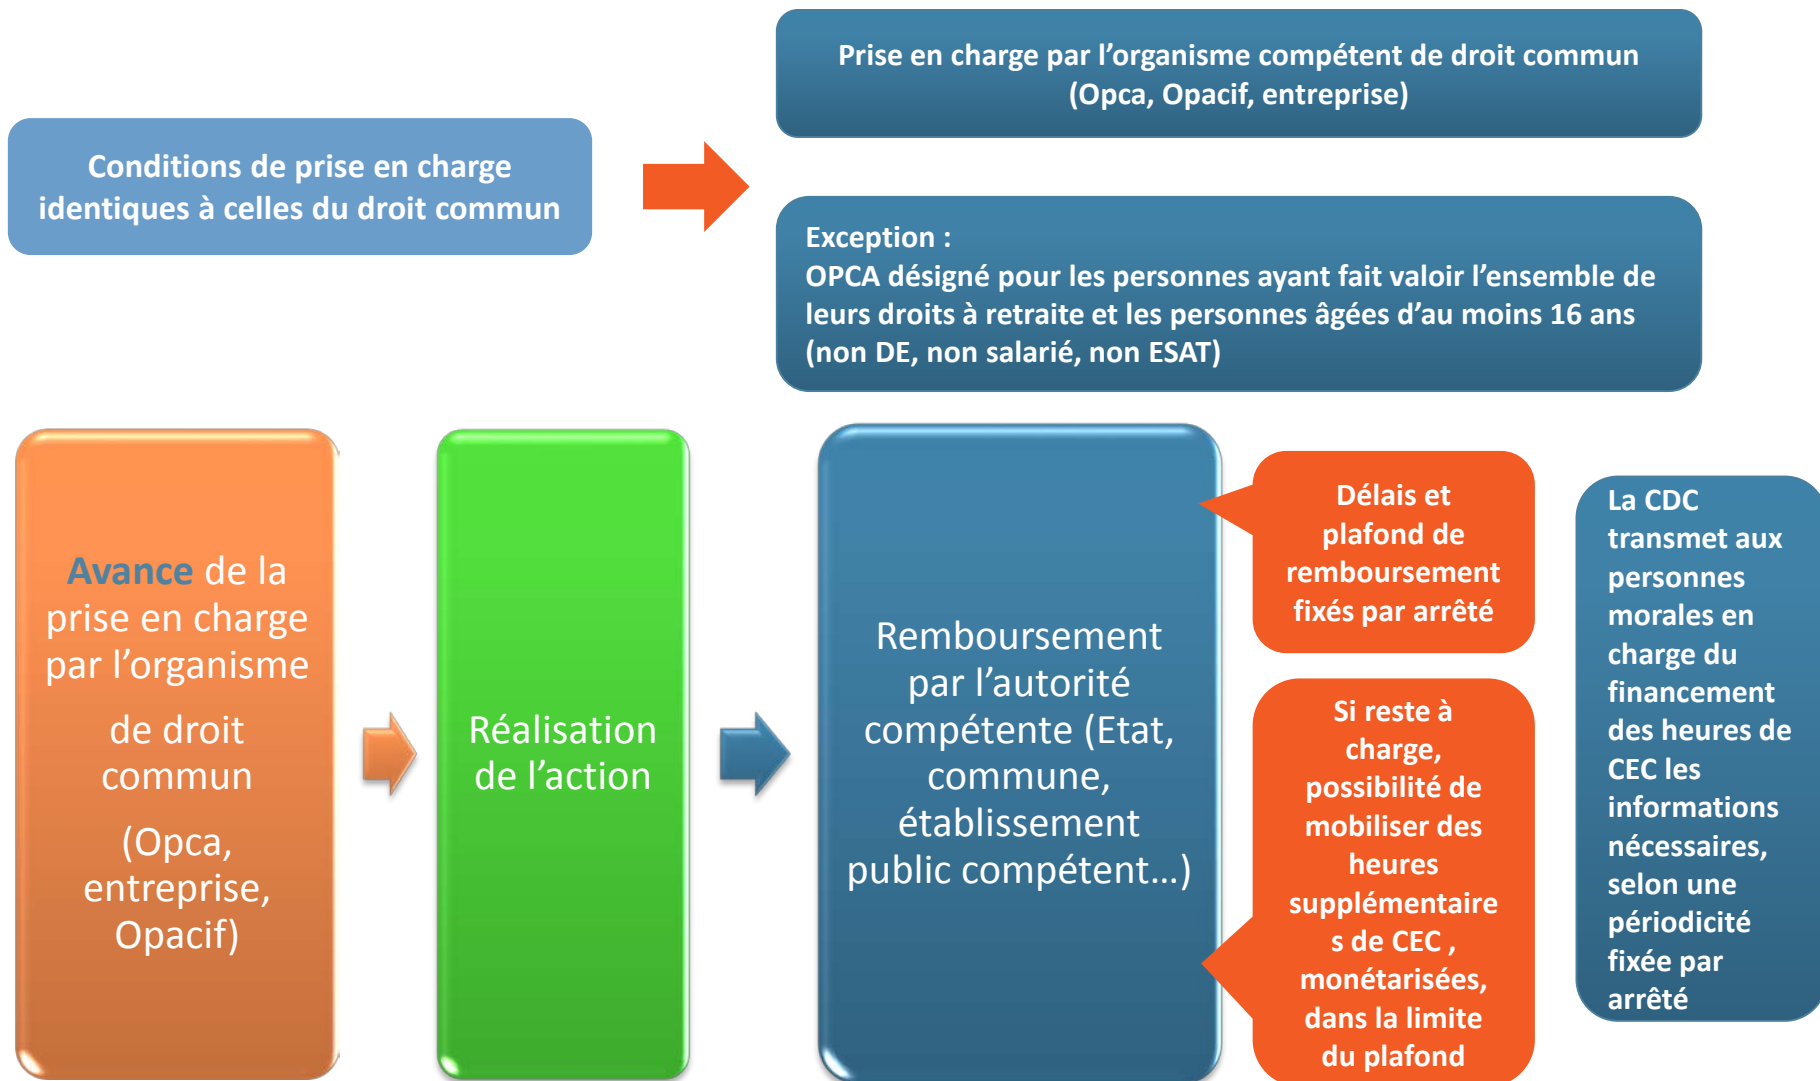 Prise en charge par l’organisme compétent de droit commun
(Opca, Opacif, entreprise)
Conditions de prise en charge
identiques à celles du droit commun
Exception :
OPCA désigné pour les personnes ayant fait valoir l’ensemble de
leurs droits à retraite et les personnes âgées d’au moins 16 ans
(non DE, non salarié, non ESAT)
Avance de la
prise en charge
par l’organisme
de droit
commun
(Opca,
entreprise,
Opacif)
Réalisation
de l’action
Remboursement
par l’autorité
compétente (Etat,
commune,
établissement
public compétent…)
Délais et
plafond de
remboursement
fixés par arrêté
Si reste à
charge,
possibilité de
mobiliser des
heures
supplémentaire
s de CEC ,
monétarisées,
dans la limite
du plafond
La CDC
transmet aux
personnes
morales en
charge du
financement
des heures de
CEC les
informations
nécessaires,
selon une
périodicité
fixée par
arrêté